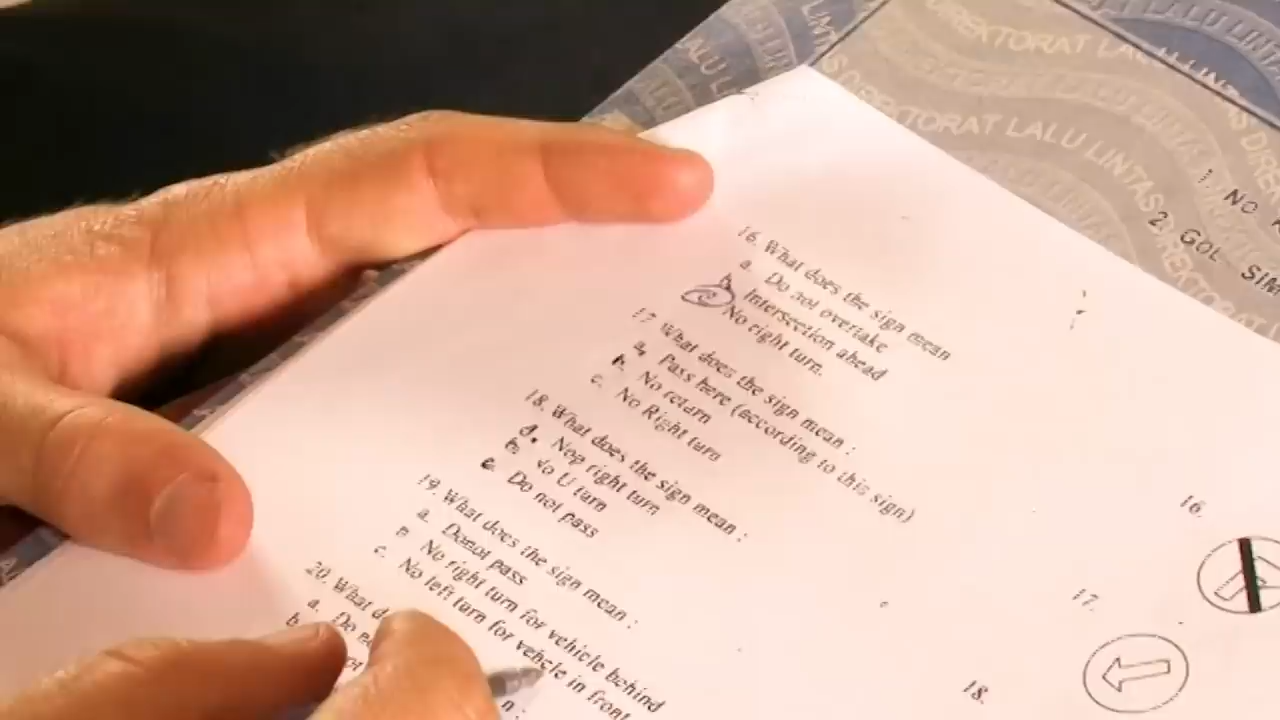 DIREKTORAT LALU LINTAS
DIREKTORAT LALU LINTAS DIREKTORAT
1. NO
2. GOL SIM
16. What does the sign mean
a. Do not overtake
b. Intersection ahead
No right turn.
17. What does the sign mean :
a. Pass here (according to this sign)
b. No return
c. No Right turn
18. What does the sign mean :
d. Nop right turn
b. No U turn
e. Do not pass
19. What does the sign mean :
a. Donot pass
b. No right turn for vehicle behind
c. No left turn for vehcle in front
20. What
a. Do
b.
16.
17.
18.